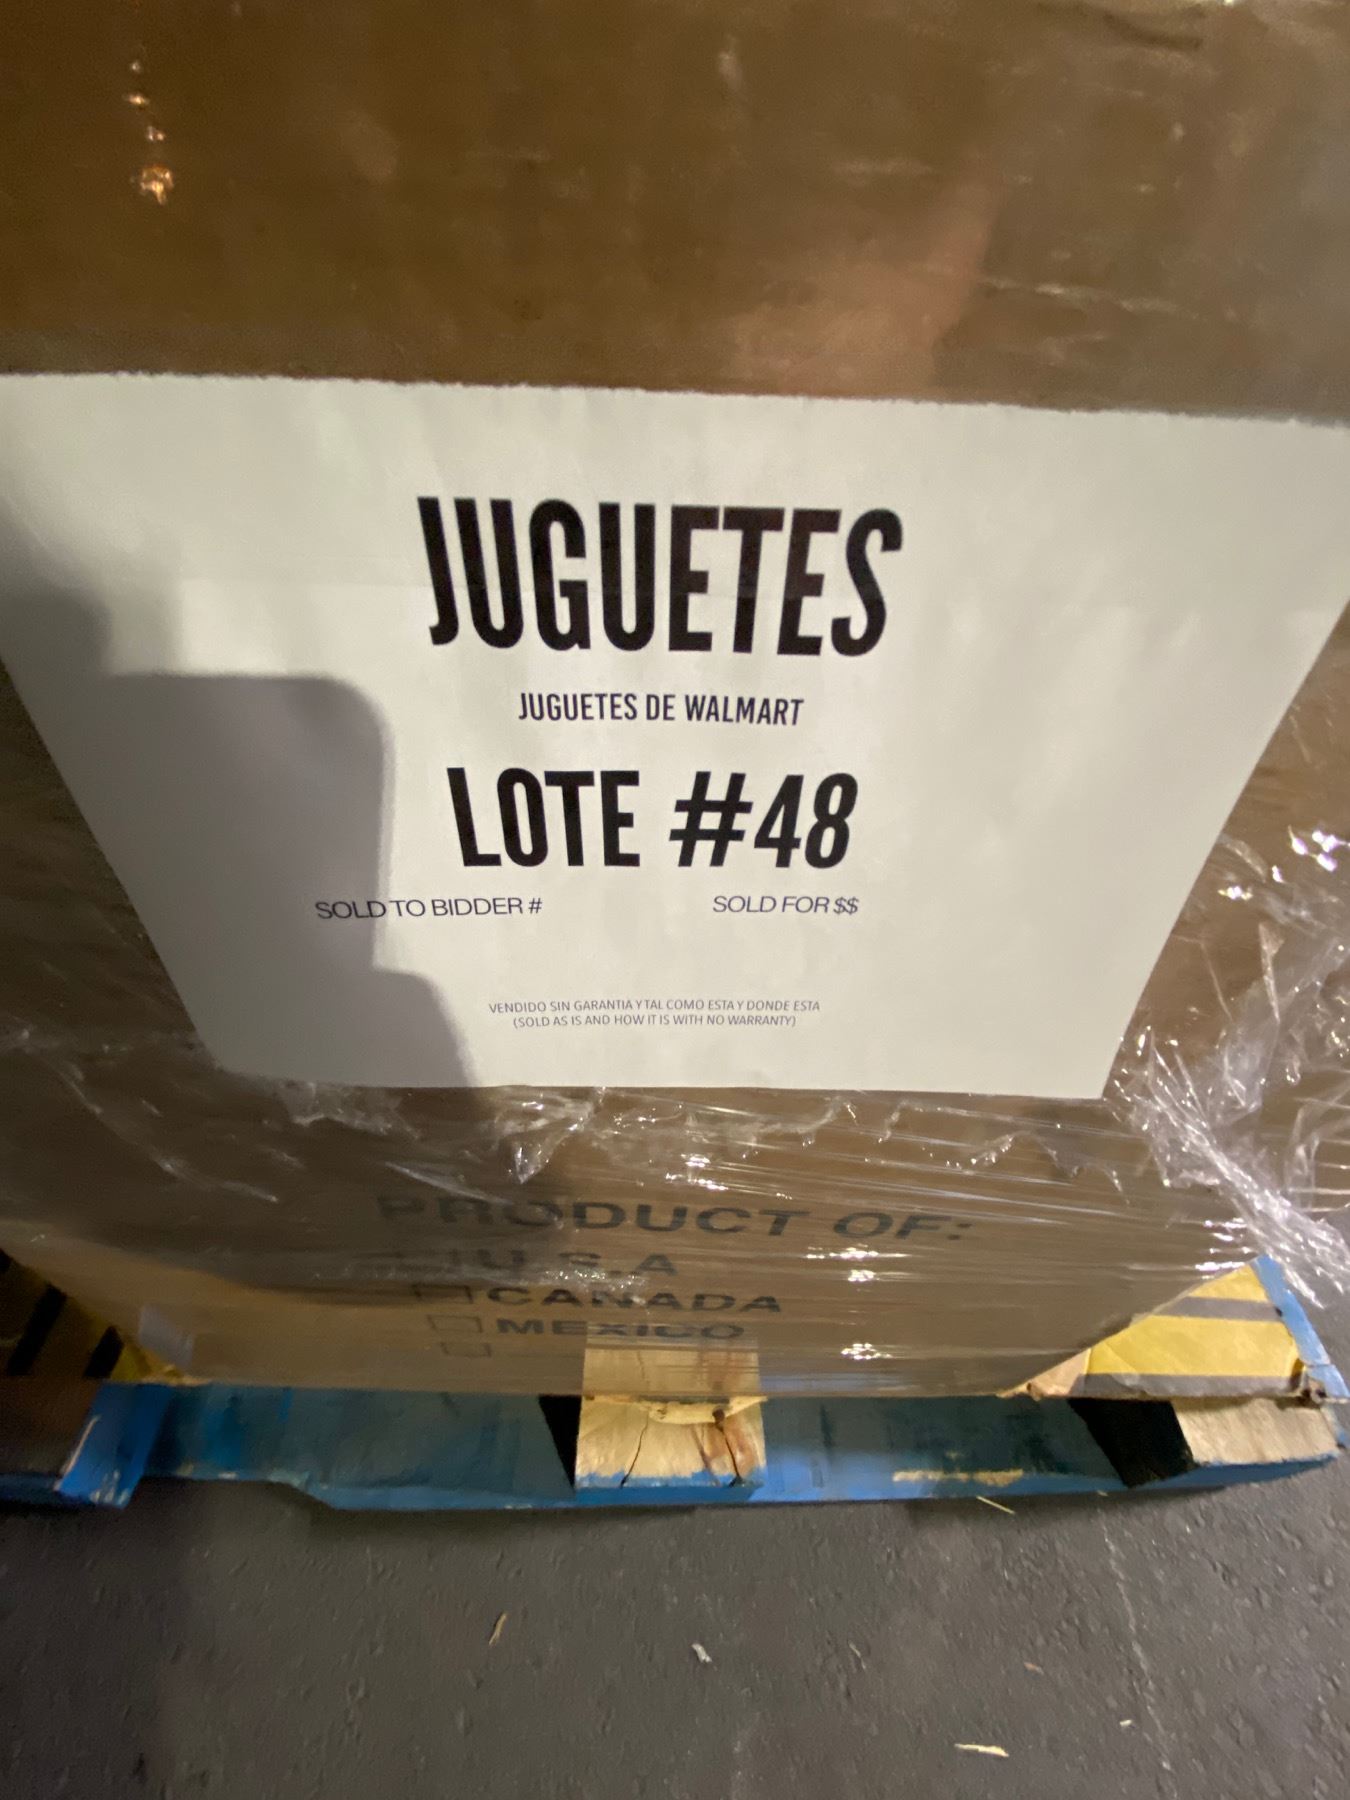 JUGUETES
JUGUETES DE WALMART
LOTE #48
SOLD TO BIDDER # SOLD FOR $$
VENDIDO SIN GARANTIA Y TAL COMO ESTA Y DONDE ESTA
(SOLD AS IS AND HOW IT IS WITH NO WARRANTY)
PRODUCT OF:
U.S.A
CANADA
MEXICO